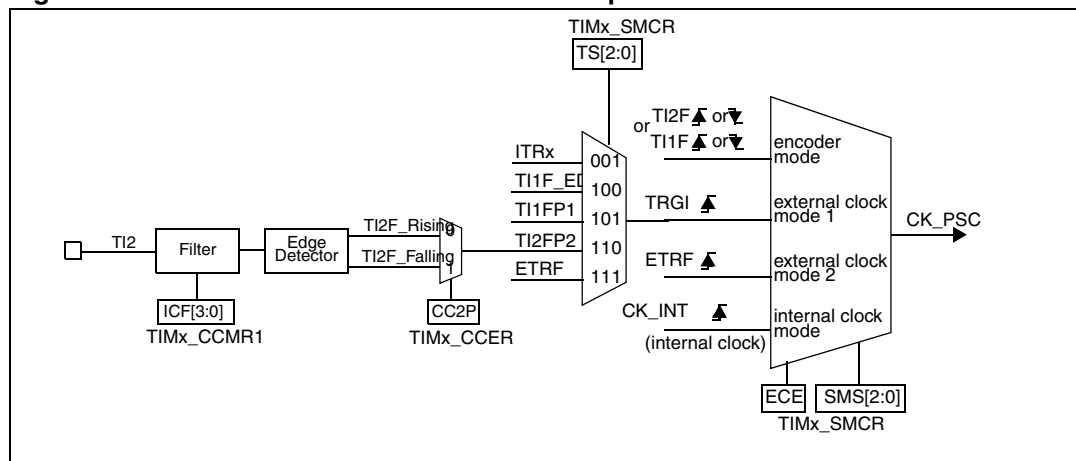 TIMx_SMCR
TS[2:0]
or TI2F or
TI1F or
encoder
mode
ITRx
001
TI1F_ED
100
TI1FP1
101
TRGI
external clock
mode 1
CK_PSC
TI2
Filter
Edge
Detector
TI2F_Rising
0
TI2F_Falling
1
TI2FP2
110
ETRF
111
ETRF
external clock
mode 2
ICF[3:0]
TIMx_CCMR1
CC2P
TIMx_CCER
CK_INT
(internal clock)
internal clock
mode
ECE
SMS[2:0]
TIMx_SMCR